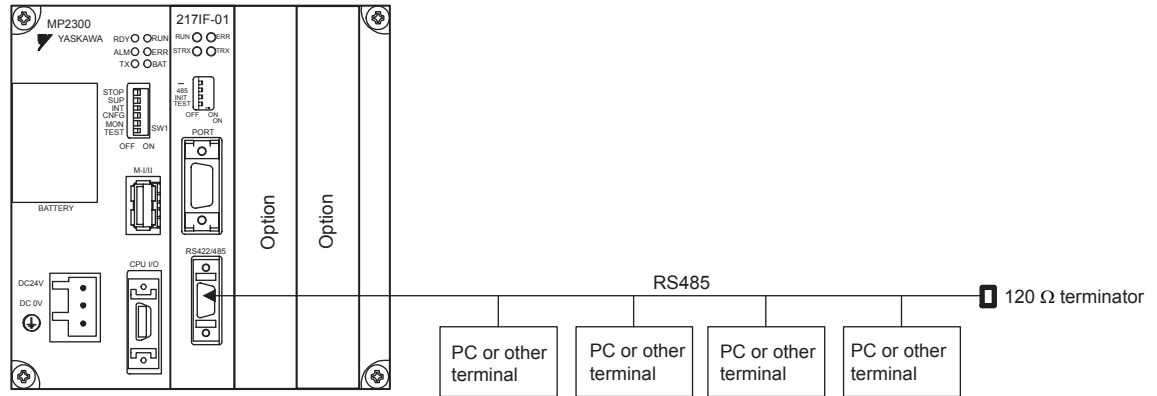 MP2300
YASKAWA
RDY RUN
ALM ERR
TX BAT
STOP
SUP
INT
CNFG
MON
TEST
SW1
OFF ON
BATTERY
M-I/II
DC24V
DC 0V
CPU I/O
217IF-01
RUN ERR
STRX TRX
485
INIT
TEST
OFF ON
ON
PORT
RS422/485
Option
Option
RS485
120 Ω terminator
PC or other
terminal
PC or other
terminal
PC or other
terminal
PC or other
terminal